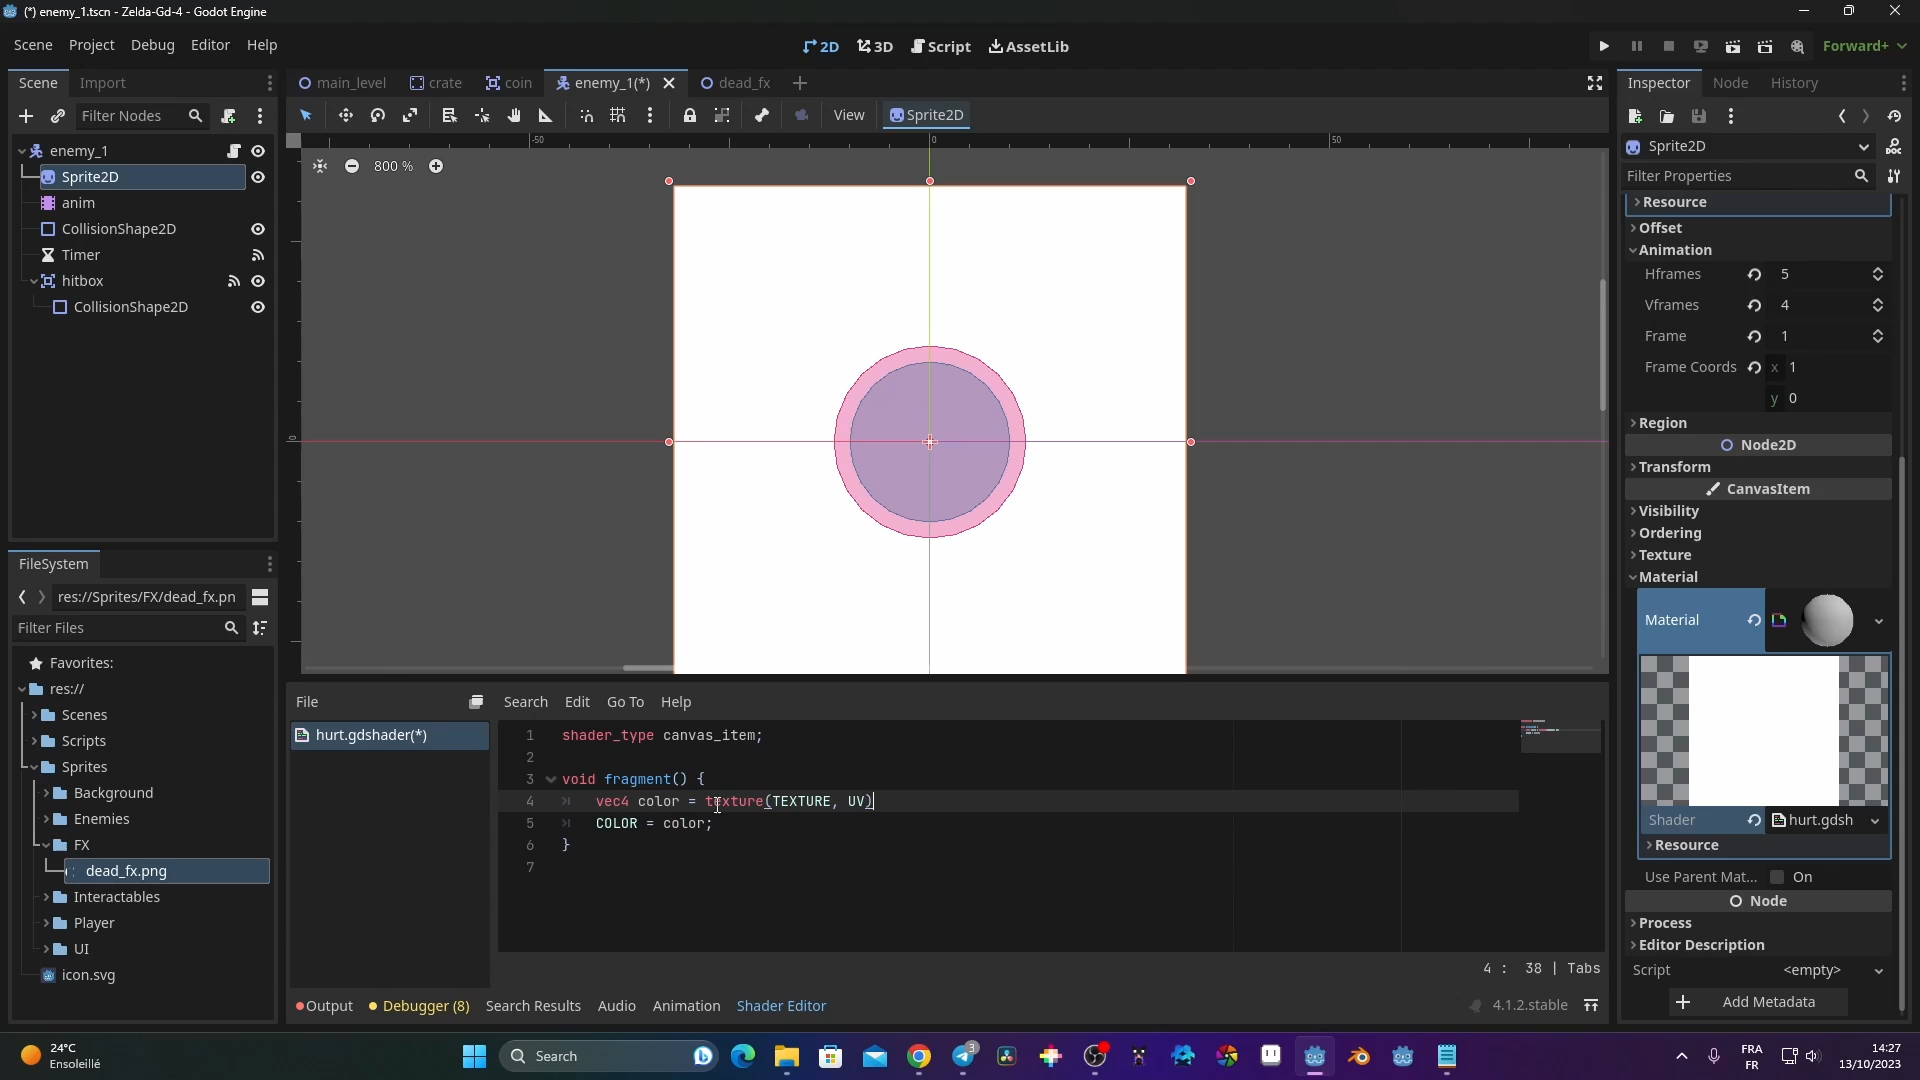 (*) enemy_1.tscn - Zelda-Gd-4 - Godot Engine
Scene Project Debug Editor Help
2D 3D Script AssetLib
Forward+
Scene Import
main_level crate coin enemy_1(*) dead_fx
Inspector Node History
Filter Nodes
View Sprite2D
enemy_1
Sprite2D
anim
CollisionShape2D
Timer
hitbox
CollisionShape2D
-50 0 50
800 %
0
Sprite2D
Filter Properties
Resource
Offset
Animation
Hframes 5
Vframes 4
Frame 1
Frame Coords x 1
y 0
Region
Node2D
Transform
CanvasItem
Visibility
Ordering
Texture
Material
Material
Shader hurt.gdsh
Resource
Use Parent Mat... On
Node
Process
Editor Description
Script <empty>
Add Metadata
FileSystem
res://Sprites/FX/dead_fx.pn
Filter Files
Favorites:
res://
Scenes
Scripts
Sprites
Background
Enemies
FX
dead_fx.png
Interactables
Player
UI
icon.svg
File Search Edit Go To Help
hurt.gdshader(*)
1 shader_type canvas_item;
2
3 void fragment() {
4 vec4 color = texture(TEXTURE, UV)
5 COLOR = color;
6 }
7
4 : 38 | Tabs
Output Debugger (8) Search Results Audio Animation Shader Editor
4.1.2.stable
24°C
Ensoleillé
Search
3
FRA
FR
14:27
13/10/2023